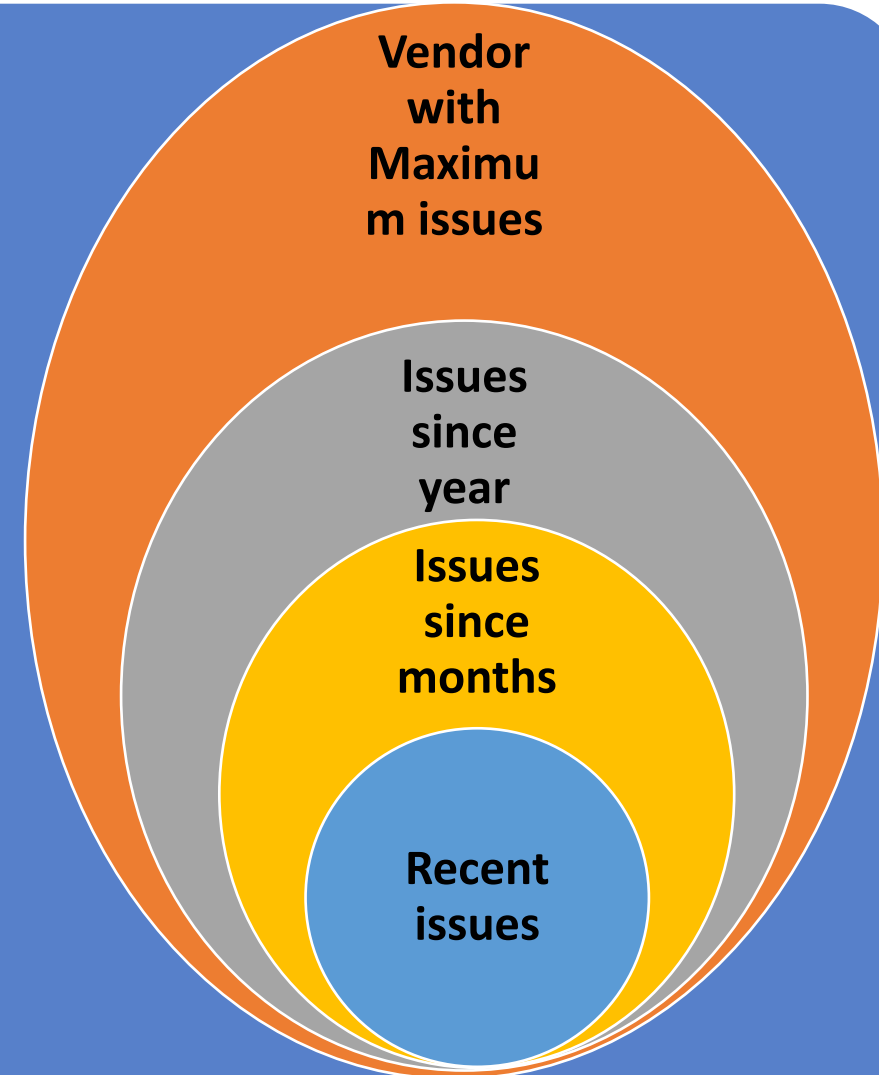 Vendor
with
Maximu
m issues
Issues
since
year
Issues
since
months
Recent
issues